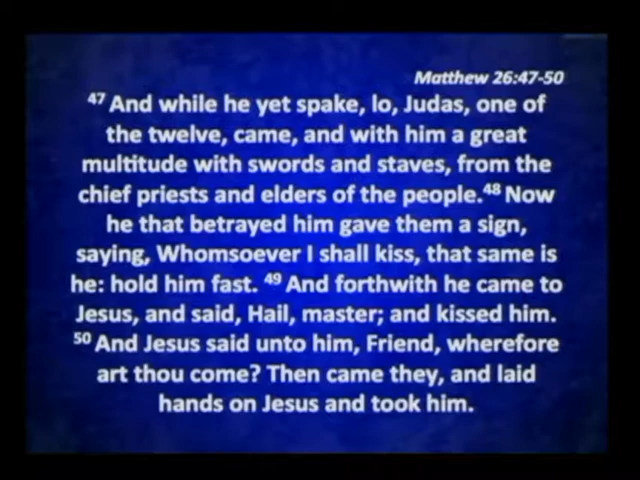 Matthew 26:47-50
47 And while he yet spake, lo, Judas, one of
the twelve, came, and with him a great
multitude with swords and staves, from the
chief priests and elders of the people.48 Now
he that betrayed him gave them a sign,
saying, Whomsoever I shall kiss, that same is
he: hold him fast. 49 And forthwith he came to
Jesus, and said, Hail, master; and kissed him.
50 And Jesus said unto him, Friend, wherefore
art thou come? Then came they, and laid
hands on Jesus and took him.